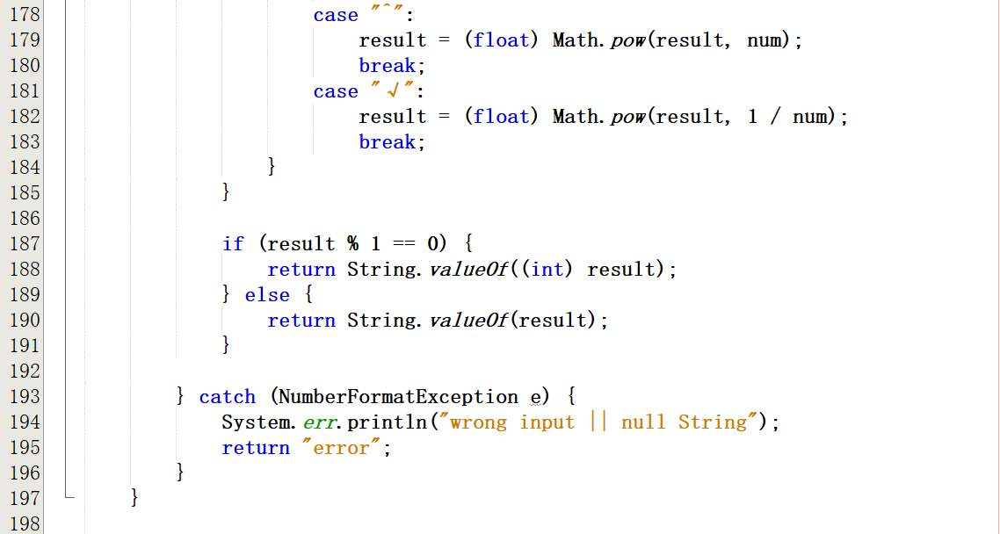 178 case "^":
179 result = (float) Math.pow(result, num);
180 break;
181 case "√":
182 result = (float) Math.pow(result, 1 / num);
183 break;
184 }
185 }
186
187 if (result % 1 == 0) {
188 return String.valueOf((int) result);
189 } else {
190 return String.valueOf(result);
191 }
192
193 } catch (NumberFormatException e) {
194 System.err.println("wrong input || null String");
195 return "error";
196 }
197 }
198